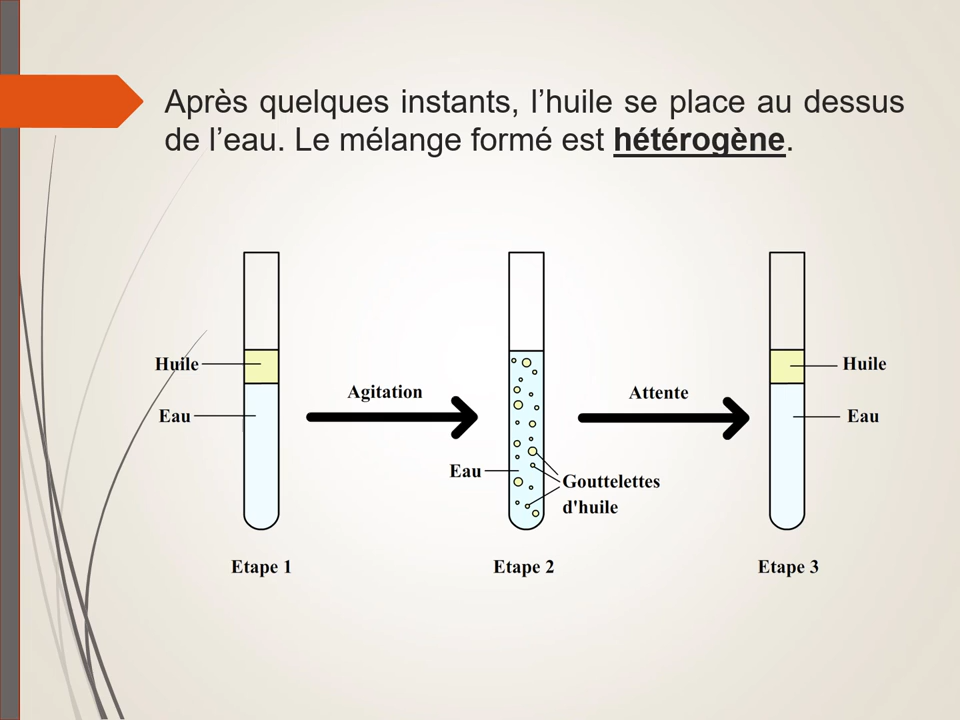 Après quelques instants, l’huile se place au dessus
de l’eau. Le mélange formé est hétérogène.
Huile
Eau
Agitation
Eau
Gouttelettes
d'huile
Attente
Huile
Eau
Etape 1
Etape 2
Etape 3